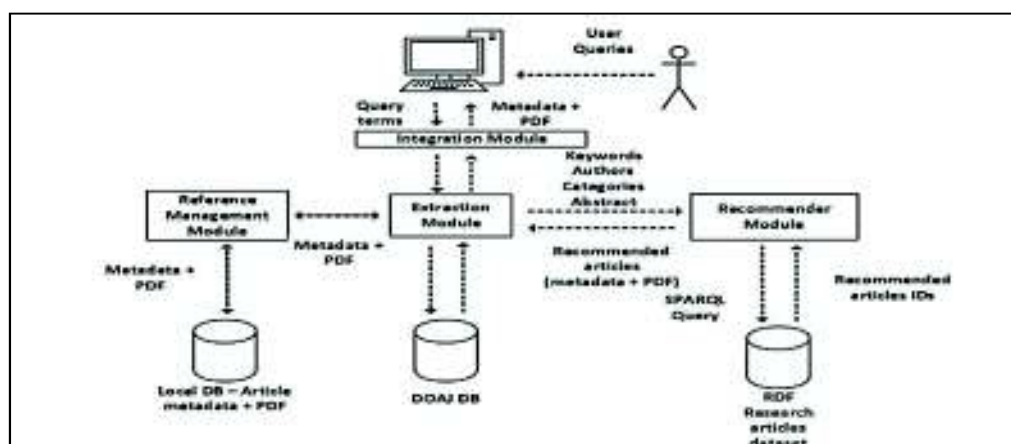 User
Queries
Query
terms
Metadata +
PDF
Integration Module
Keywords
Authors
Categories
Abstract
Reference
Management
Module
Extraction
Module
Recommender
Module
Metadata +
PDF
Metadata +
PDF
Recommended
articles
(metadata + PDF)
SPARQL
Query
Recommended
articles IDs
Local DB – Article
metadata + PDF
DOAJ DB
RDF
Research
articles
dataset